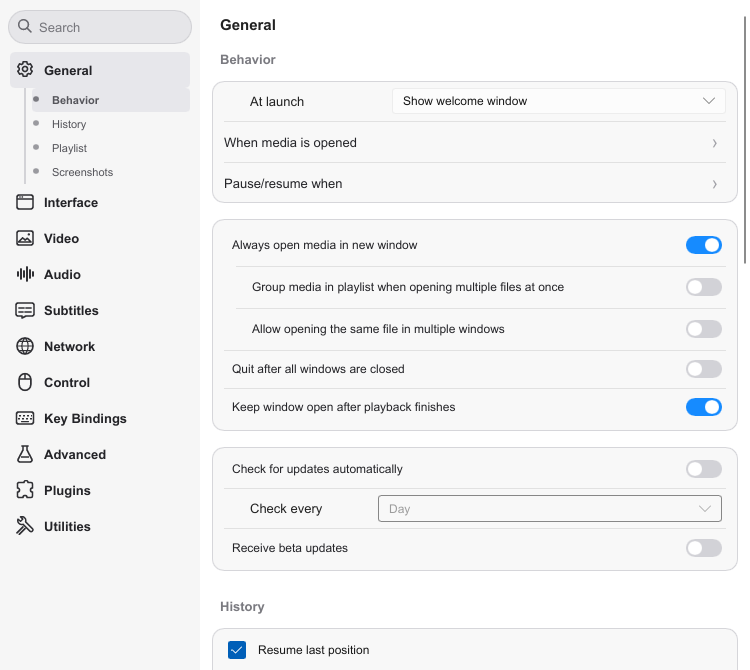 Search
General
Behavior
History
Playlist
Screenshots
Interface
Video
Audio
Subtitles
Network
Control
Key Bindings
Advanced
Plugins
Utilities
General
Behavior
At launch
Show welcome window
When media is opened
Pause/resume when
Always open media in new window
Group media in playlist when opening multiple files at once
Allow opening the same file in multiple windows
Quit after all windows are closed
Keep window open after playback finishes
Check for updates automatically
Check every
Day
Receive beta updates
History
Resume last position